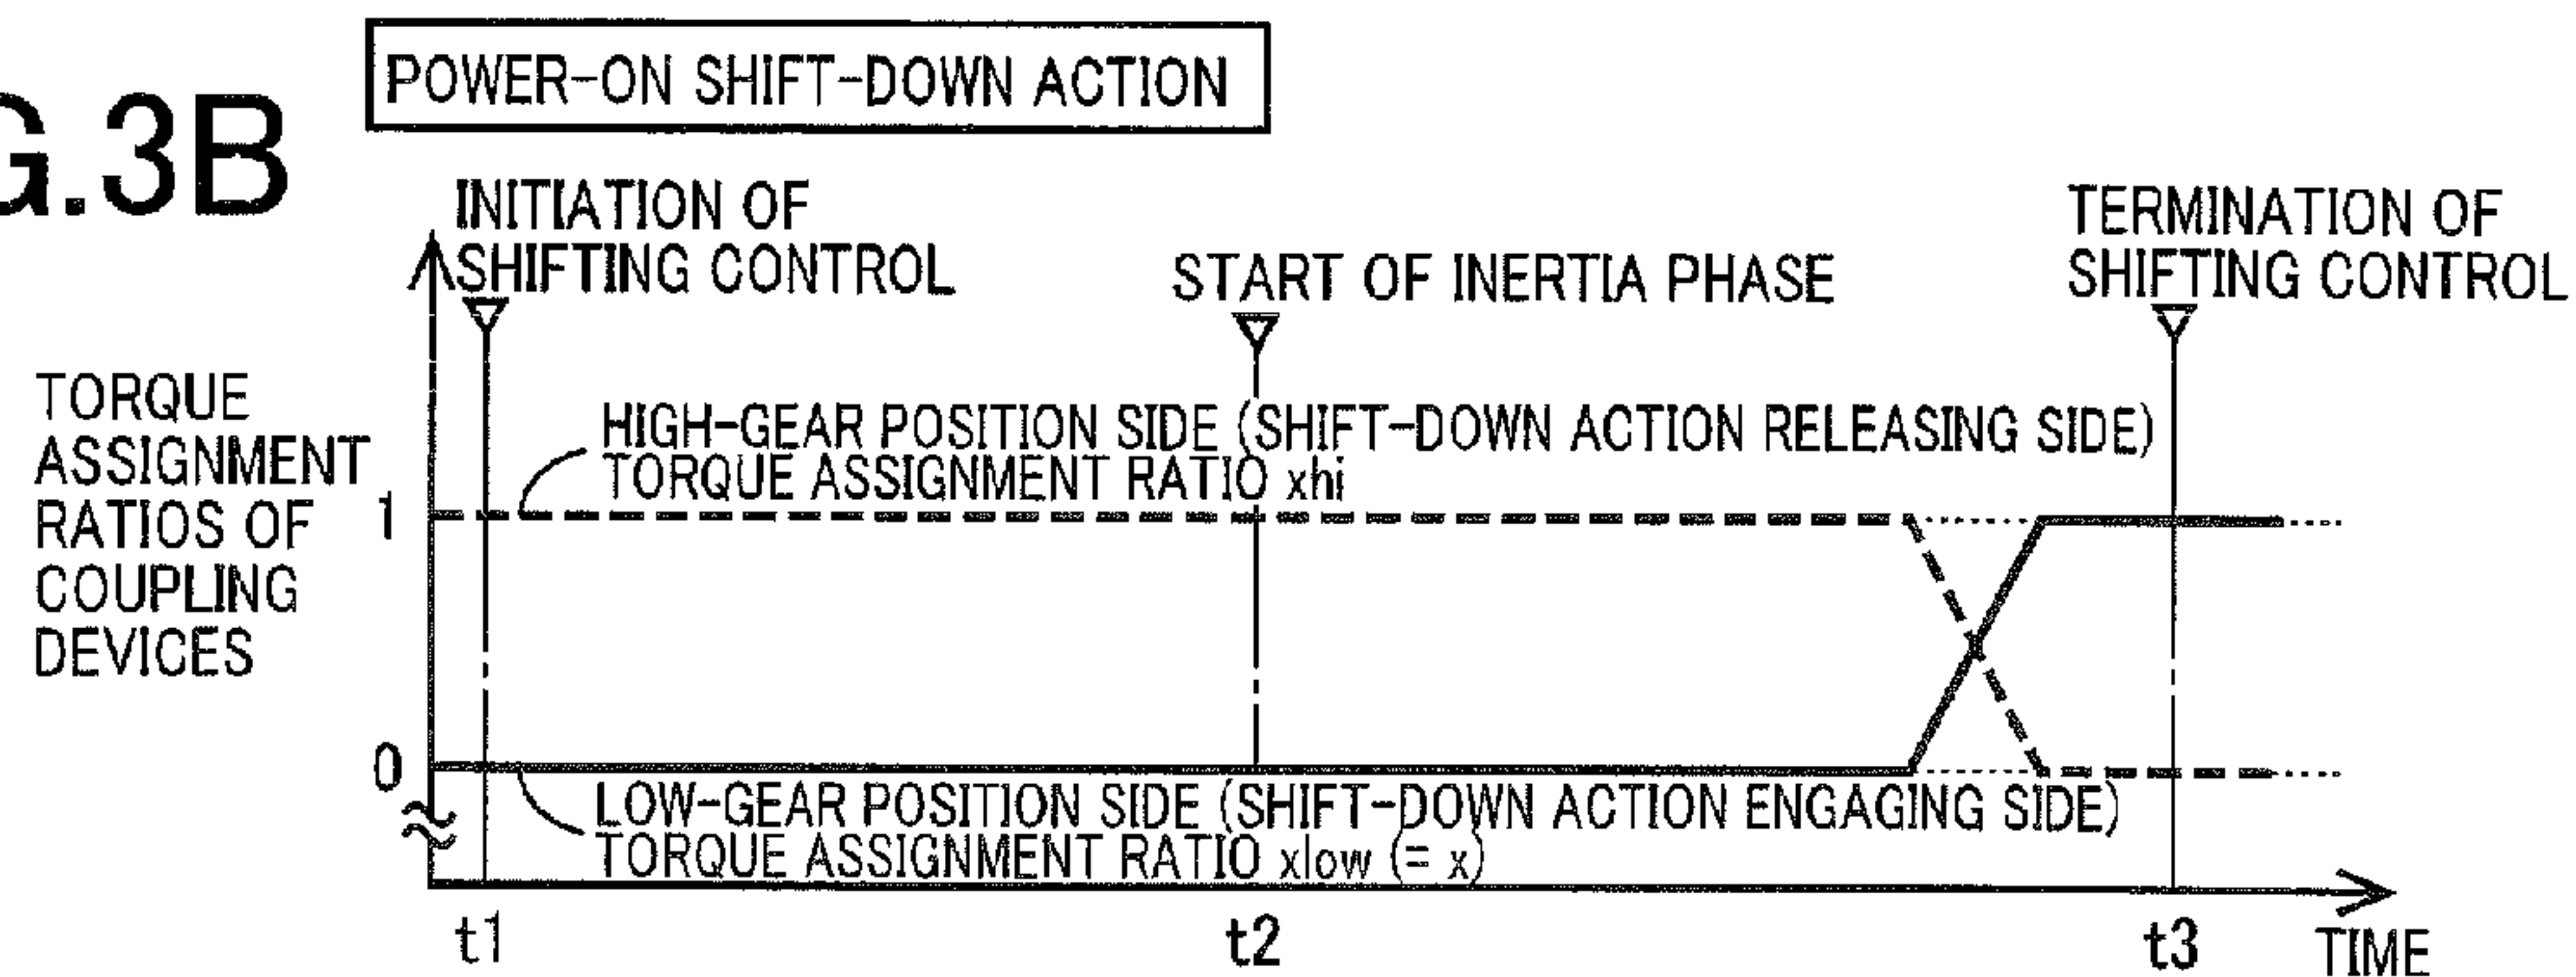 G.3B
POWER-ON SHIFT-DOWN ACTION
INITIATION OF
SHIFTING CONTROL
START OF INERTIA PHASE
TERMINATION OF
SHIFTING CONTROL
TORQUE
ASSIGNMENT
RATIOS OF
COUPLING
DEVICES
HIGH-GEAR POSITION SIDE (SHIFT-DOWN ACTION RELEASING SIDE)
TORQUE ASSIGNMENT RATIO xhi
1
0
LOW-GEAR POSITION SIDE (SHIFT-DOWN ACTION ENGAGING SIDE)
TORQUE ASSIGNMENT RATIO xlow (= x)
t1
t2
t3
TIME